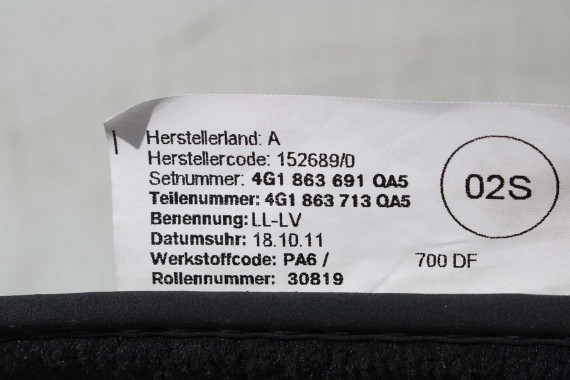 Herstellerland: A
Herstellercode: 152689/0
Setnummer: 4G1 863 691 QA5
Teilenummer: 4G1 863 713 QA5
Benennung: LL-LV
Datumsuhr: 18.10.11
Werkstoffcode: PA6 / 700 DF
Rollennummer: 30819
02S